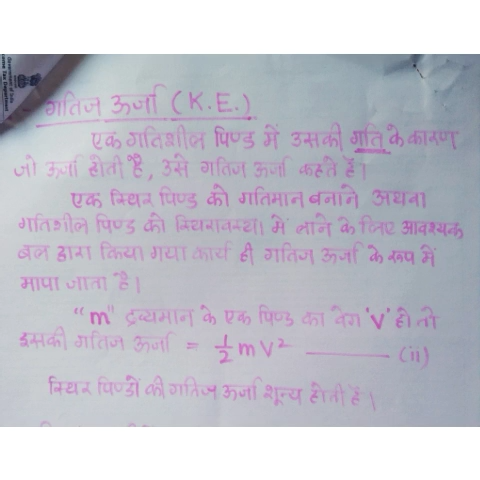 गतिज ऊर्जा (K.E.)
एक गतिशील पिण्ड में उसकी गति के कारण
जो ऊर्जा होती है, उसे गतिज ऊर्जा कहते हैं।
एक स्थिर पिण्ड को गतिमान बनाने अथवा
गतिशील पिण्ड को स्थिरावस्था में लाने के लिए आवश्यक
बल द्वारा किया गया कार्य ही गतिज ऊर्जा के रूप में
मापा जाता है।
"m" द्रव्यमान के एक पिण्ड का वेग 'v' हो तो
इसकी गतिज ऊर्जा = ½ mv² ——— (ii)
स्थिर पिण्डों की गतिज ऊर्जा शून्य होती है।